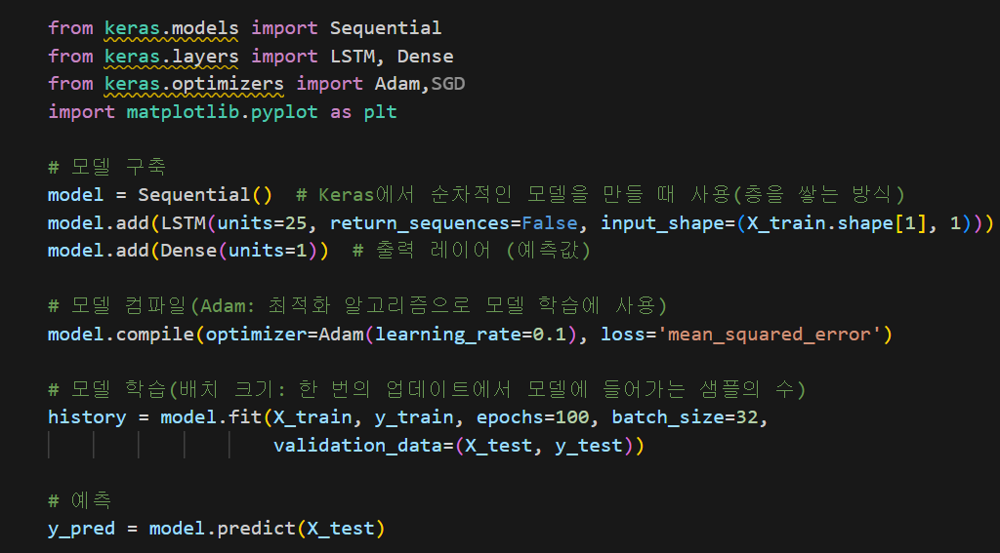 from keras.models import Sequential
from keras.layers import LSTM, Dense
from keras.optimizers import Adam,SGD
import matplotlib.pyplot as plt
# 모델 구축
model = Sequential()  # Keras에서 순차적인 모델을 만들 때 사용(층을 쌓는 방식)
model.add(LSTM(units=25, return_sequences=False, input_shape=(X_train.shape[1], 1)))
model.add(Dense(units=1))  # 출력 레이어 (예측값)
# 모델 컴파일(Adam: 최적화 알고리즘으로 모델 학습에 사용)
model.compile(optimizer=Adam(learning_rate=0.1), loss='mean_squared_error')
# 모델 학습(배치 크기: 한 번의 업데이트에서 모델에 들어가는 샘플의 수)
history = model.fit(X_train, y_train, epochs=100, batch_size=32,
                    validation_data=(X_test, y_test))
# 예측
y_pred = model.predict(X_test)